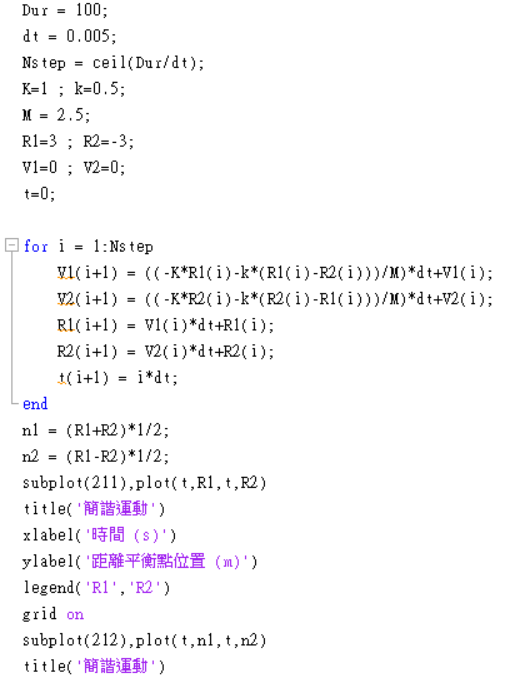 Dur = 100;
dt = 0.005;
Nstep = ceil(Dur/dt);
K=1 ; k=0.5;
M = 2.5;
R1=3 ; R2=-3;
V1=0 ; V2=0;
t=0;
for i = 1:Nstep
V1(i+1) = ((-K*R1(i)-k*(R1(i)-R2(i)))/M)*dt+V1(i);
V2(i+1) = ((-K*R2(i)-k*(R2(i)-R1(i)))/M)*dt+V2(i);
R1(i+1) = V1(i)*dt+R1(i);
R2(i+1) = V2(i)*dt+R2(i);
t(i+1) = i*dt;
end
n1 = (R1+R2)*1/2;
n2 = (R1-R2)*1/2;
subplot(211),plot(t,R1,t,R2)
title('簡諧運動')
xlabel('時間 (s)')
ylabel('距離平衡點位置 (m)')
legend('R1','R2')
grid on
subplot(212),plot(t,n1,t,n2)
title('簡諧運動')